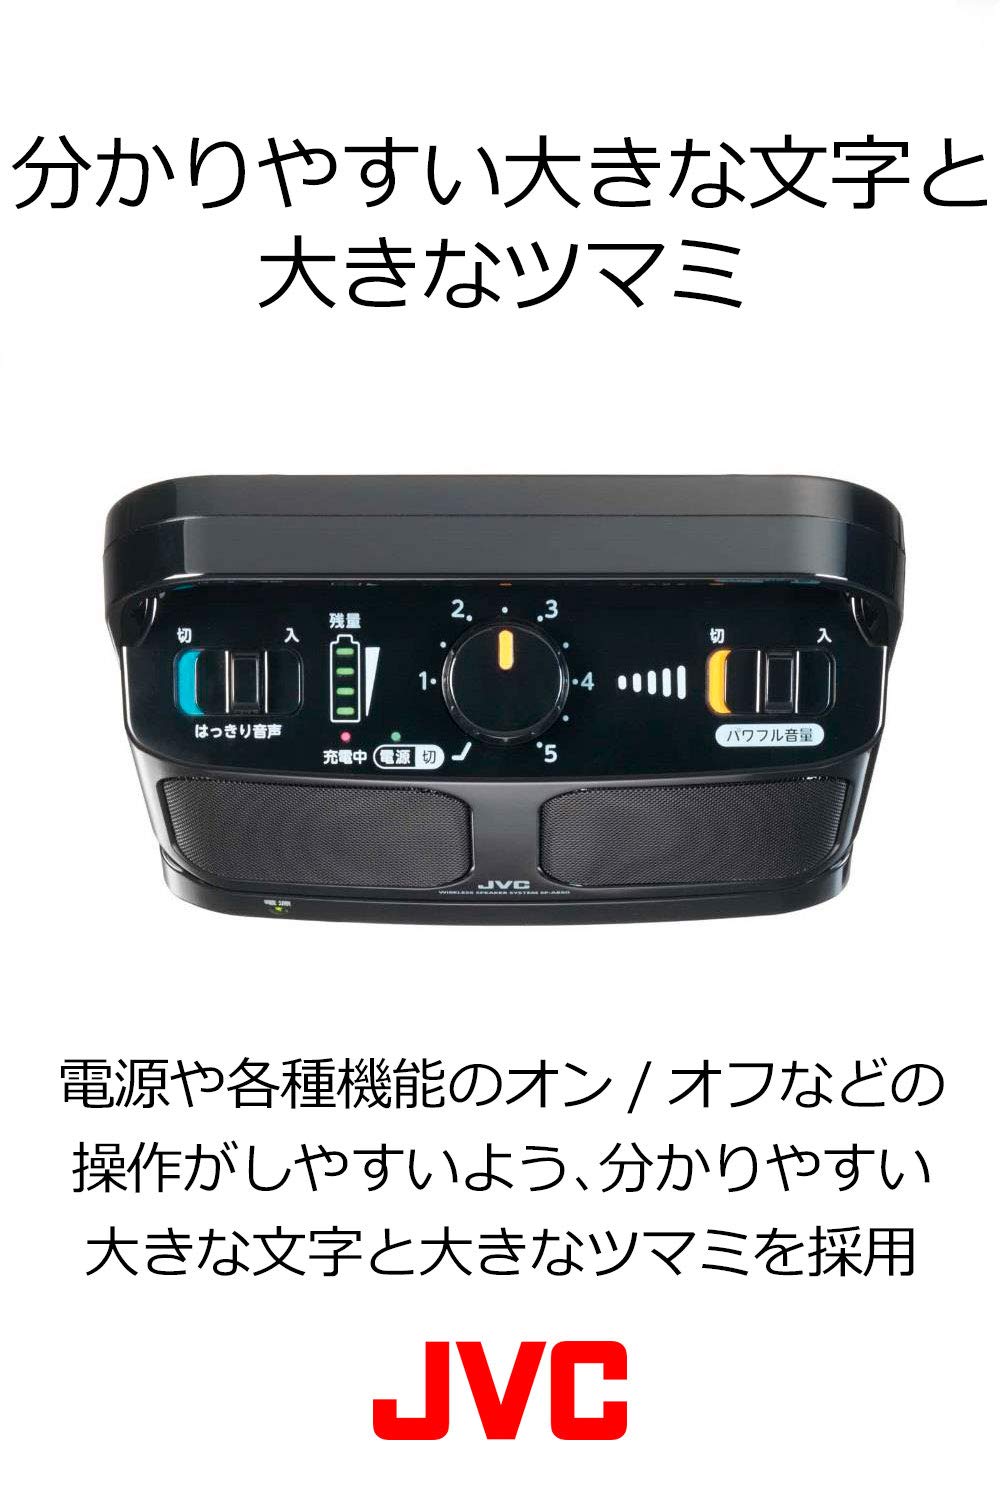 分かりやすい大きな文字と
大きなツマミ
2 3
残量
切 入
切 入
1 4
はっきり音声
パワフル音量
充電中 電源 切
5
JVC
WIRELESS SPEAKER SYSTEM
電源や各種機能のオン / オフなどの
操作がしやすいよう、分かりやすい
大きな文字と大きなツマミを採用
JVC